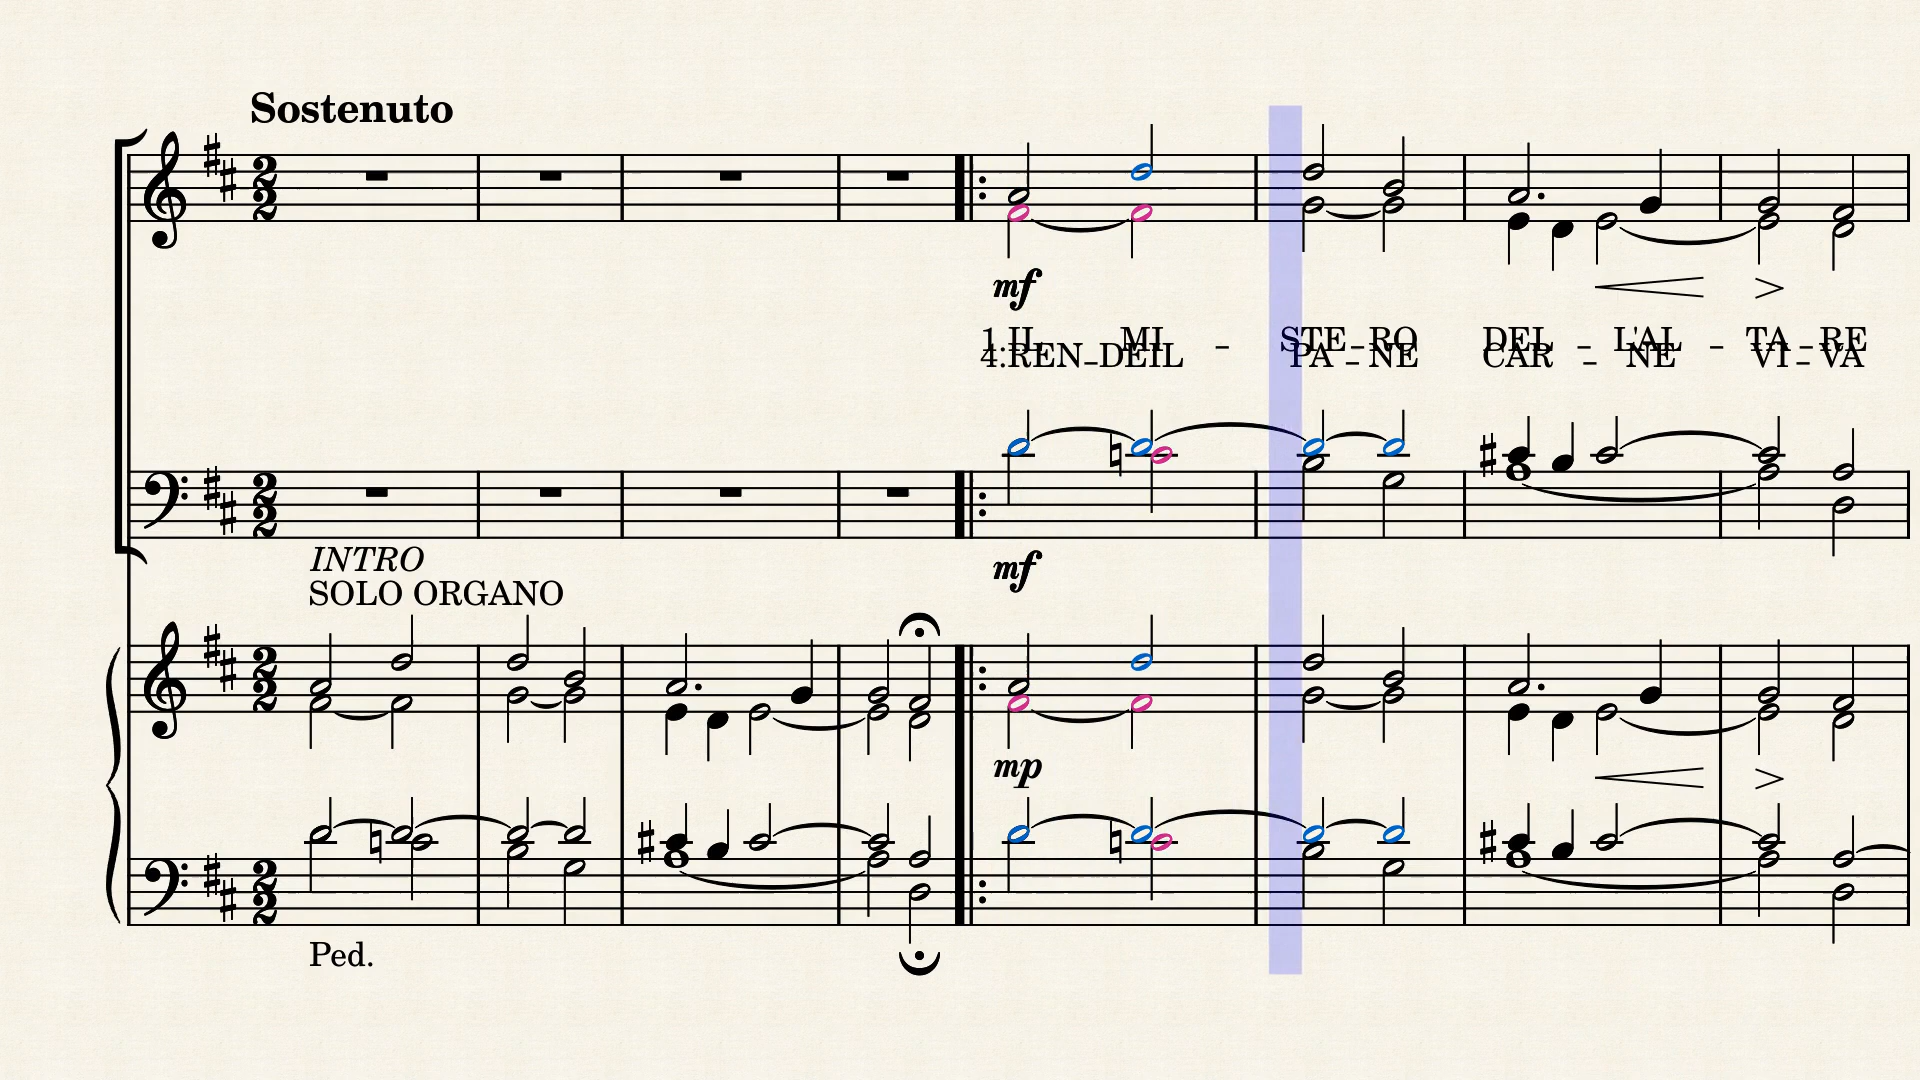 Sostenuto
mf
1.IL MI – STE–RO DEL – L'AL – TA–RE
4.REN–DEIL PA–NE CAR – NE VI–VA
INTRO
mf
SOLO ORGANO
mp
Ped.